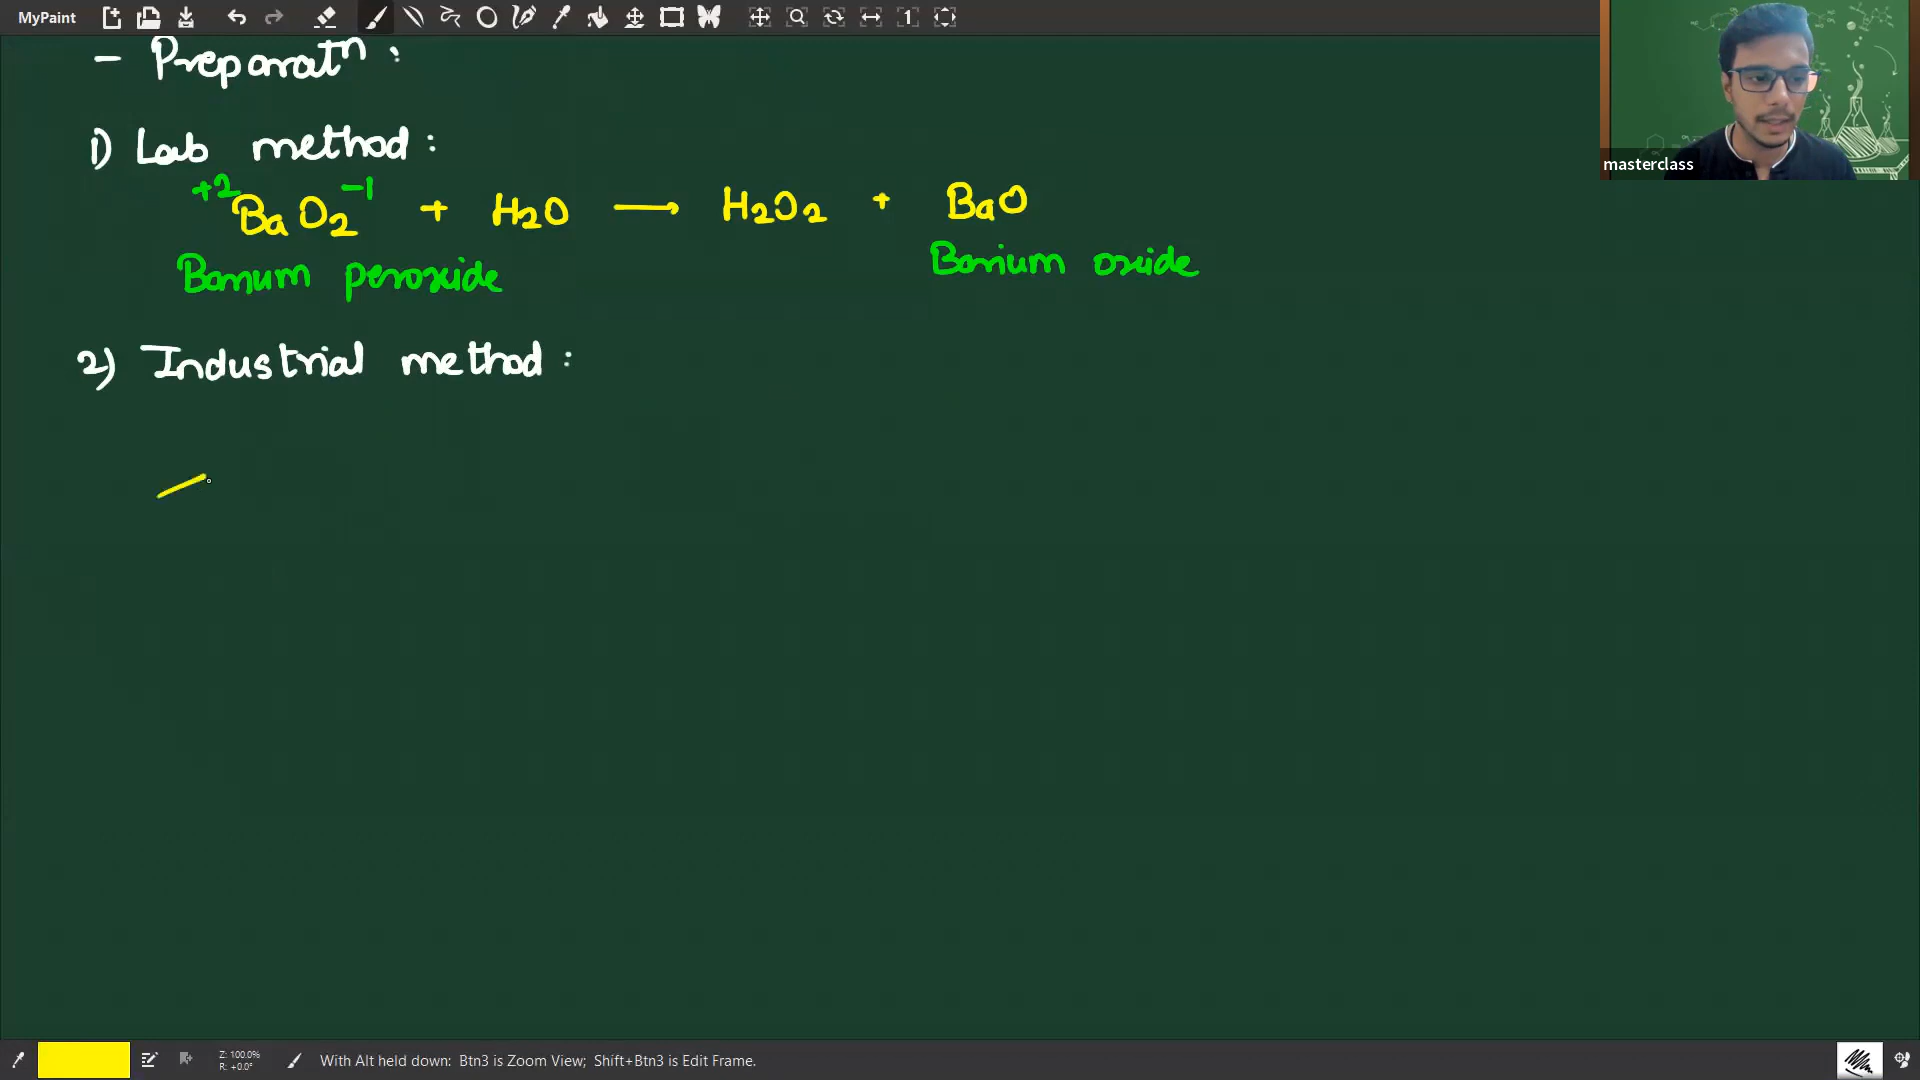 MyPaint
- Preparatⁿ :
masterclass
1) Lab method :
+2 BaO₂ -1 + H₂O ⟶ H₂O₂ + BaO
Barium peroxide Barium oxide
2) Industrial method :
Z: 100.0%
R: +0.0°
With Alt held down: Btn3 is Zoom View; Shift+Btn3 is Edit Frame.